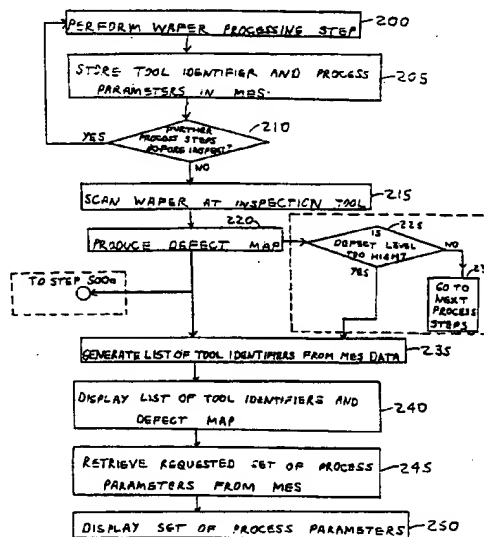 PERFORM WAFER PROCESSING STEP
200
STORE TOOL IDENTIFIER AND PROCESS
PARAMETERS IN MES.
205
FURTHER
PROCESS STEPS
BEFORE INSPECT?
210
YES
NO
SCAN WAFER AT INSPECTION TOOL
215
220
PRODUCE DEFECT MAP
225
IS
DEFECT LEVEL
TOO HIGH?
NO
YES
GO TO
NEXT
PROCESS
STEPS
TO STEP 500a
GENERATE LIST OF TOOL IDENTIFIERS FROM MES DATA
235
DISPLAY LIST OF TOOL IDENTIFIERS AND
DEFECT MAP
240
RETRIEVE REQUESTED SET OF PROCESS
PARAMETERS FROM MES
245
DISPLAY SET OF PROCESS PARAMETERS
250